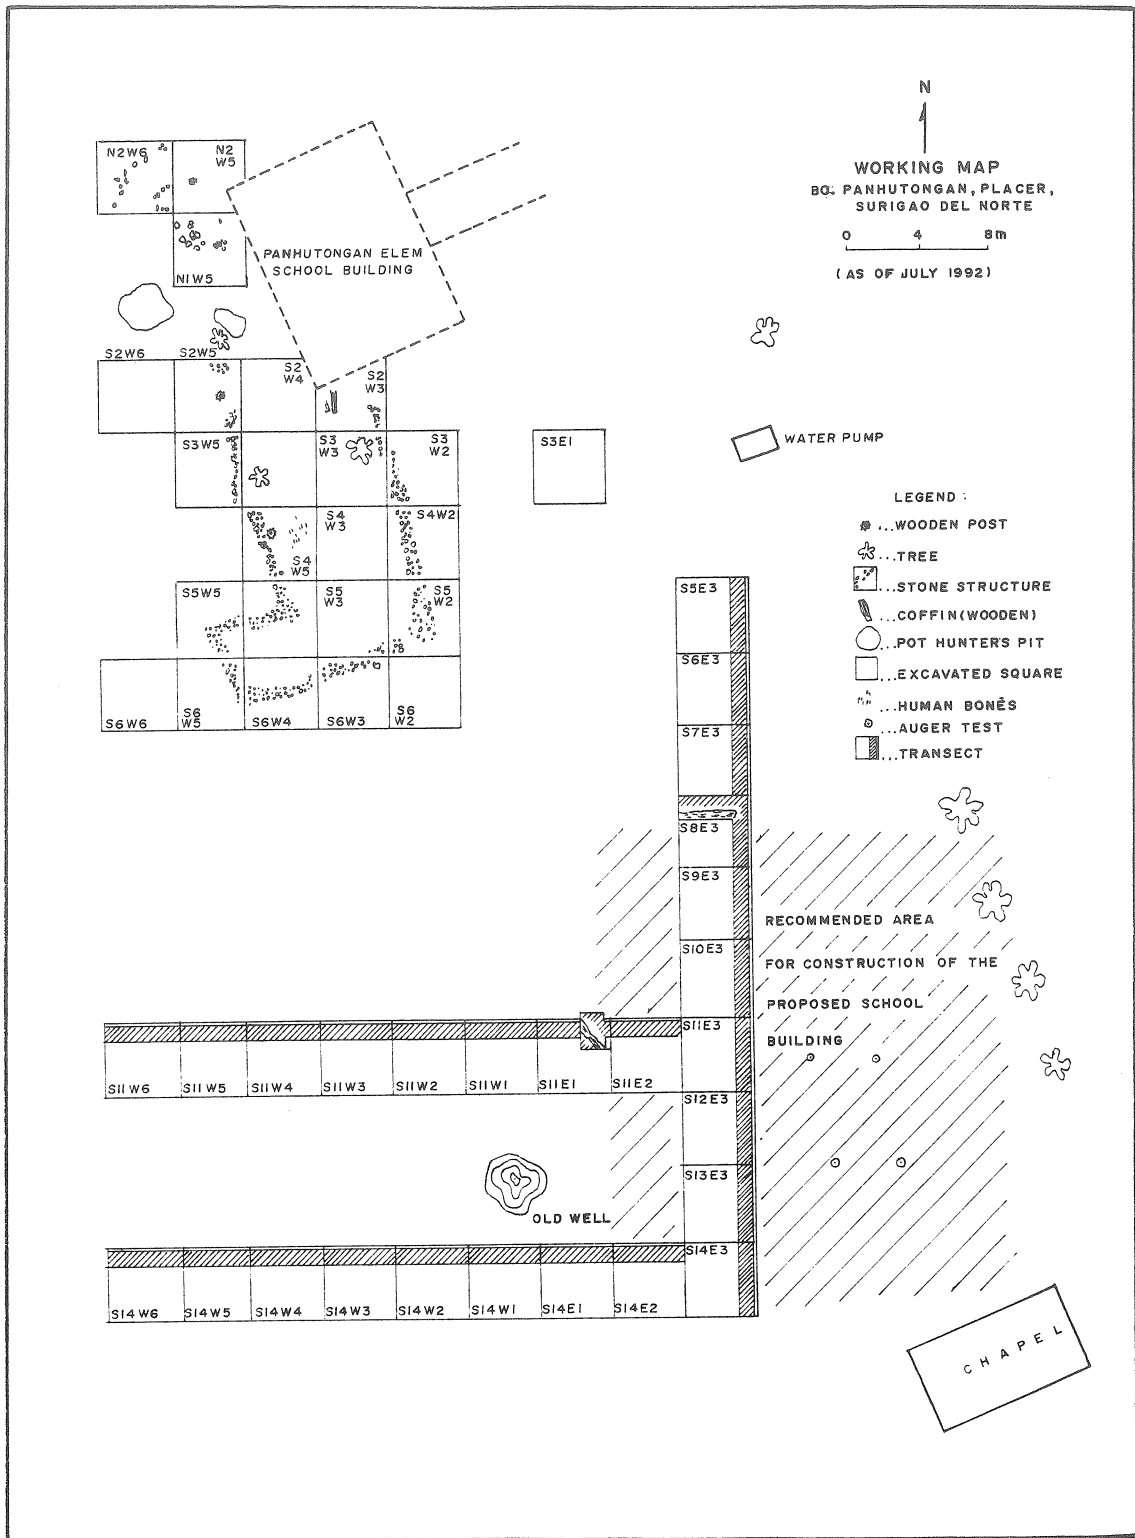 N
WORKING MAP
BO. PANHUTONGAN, PLACER,
SURIGAO DEL NORTE
0 4 8m
(AS OF JULY 1992)
N2W6
N2
W5
N1W5
PANHUTONGAN ELEM
SCHOOL BUILDING
S2W6
S2W5
S2
W4
S2
W3
S3W5
S3
W3
S3
W2
S3E1
WATER PUMP
S4
W5
S4
W3
S4W2
S5W5
S5
W3
S5
W2
S6W6
S6
W5
S6W4
S6W3
S6
W2
LEGEND :
...WOODEN POST
...TREE
...STONE STRUCTURE
...COFFIN(WOODEN)
...POT HUNTER'S PIT
...EXCAVATED SQUARE
...HUMAN BONES
...AUGER TEST
...TRANSECT
S5E3
S6E3
S7E3
S8E3
S9E3
S10E3
S11E3
S12E3
S13E3
S14E3
RECOMMENDED AREA
FOR CONSTRUCTION OF THE
PROPOSED SCHOOL
BUILDING
S11W6 S11W5 S11W4 S11W3 S11W2 S11W1 S11E1 S11E2
OLD WELL
S14W6 S14W5 S14W4 S14W3 S14W2 S14W1 S14E1 S14E2
CHAPEL